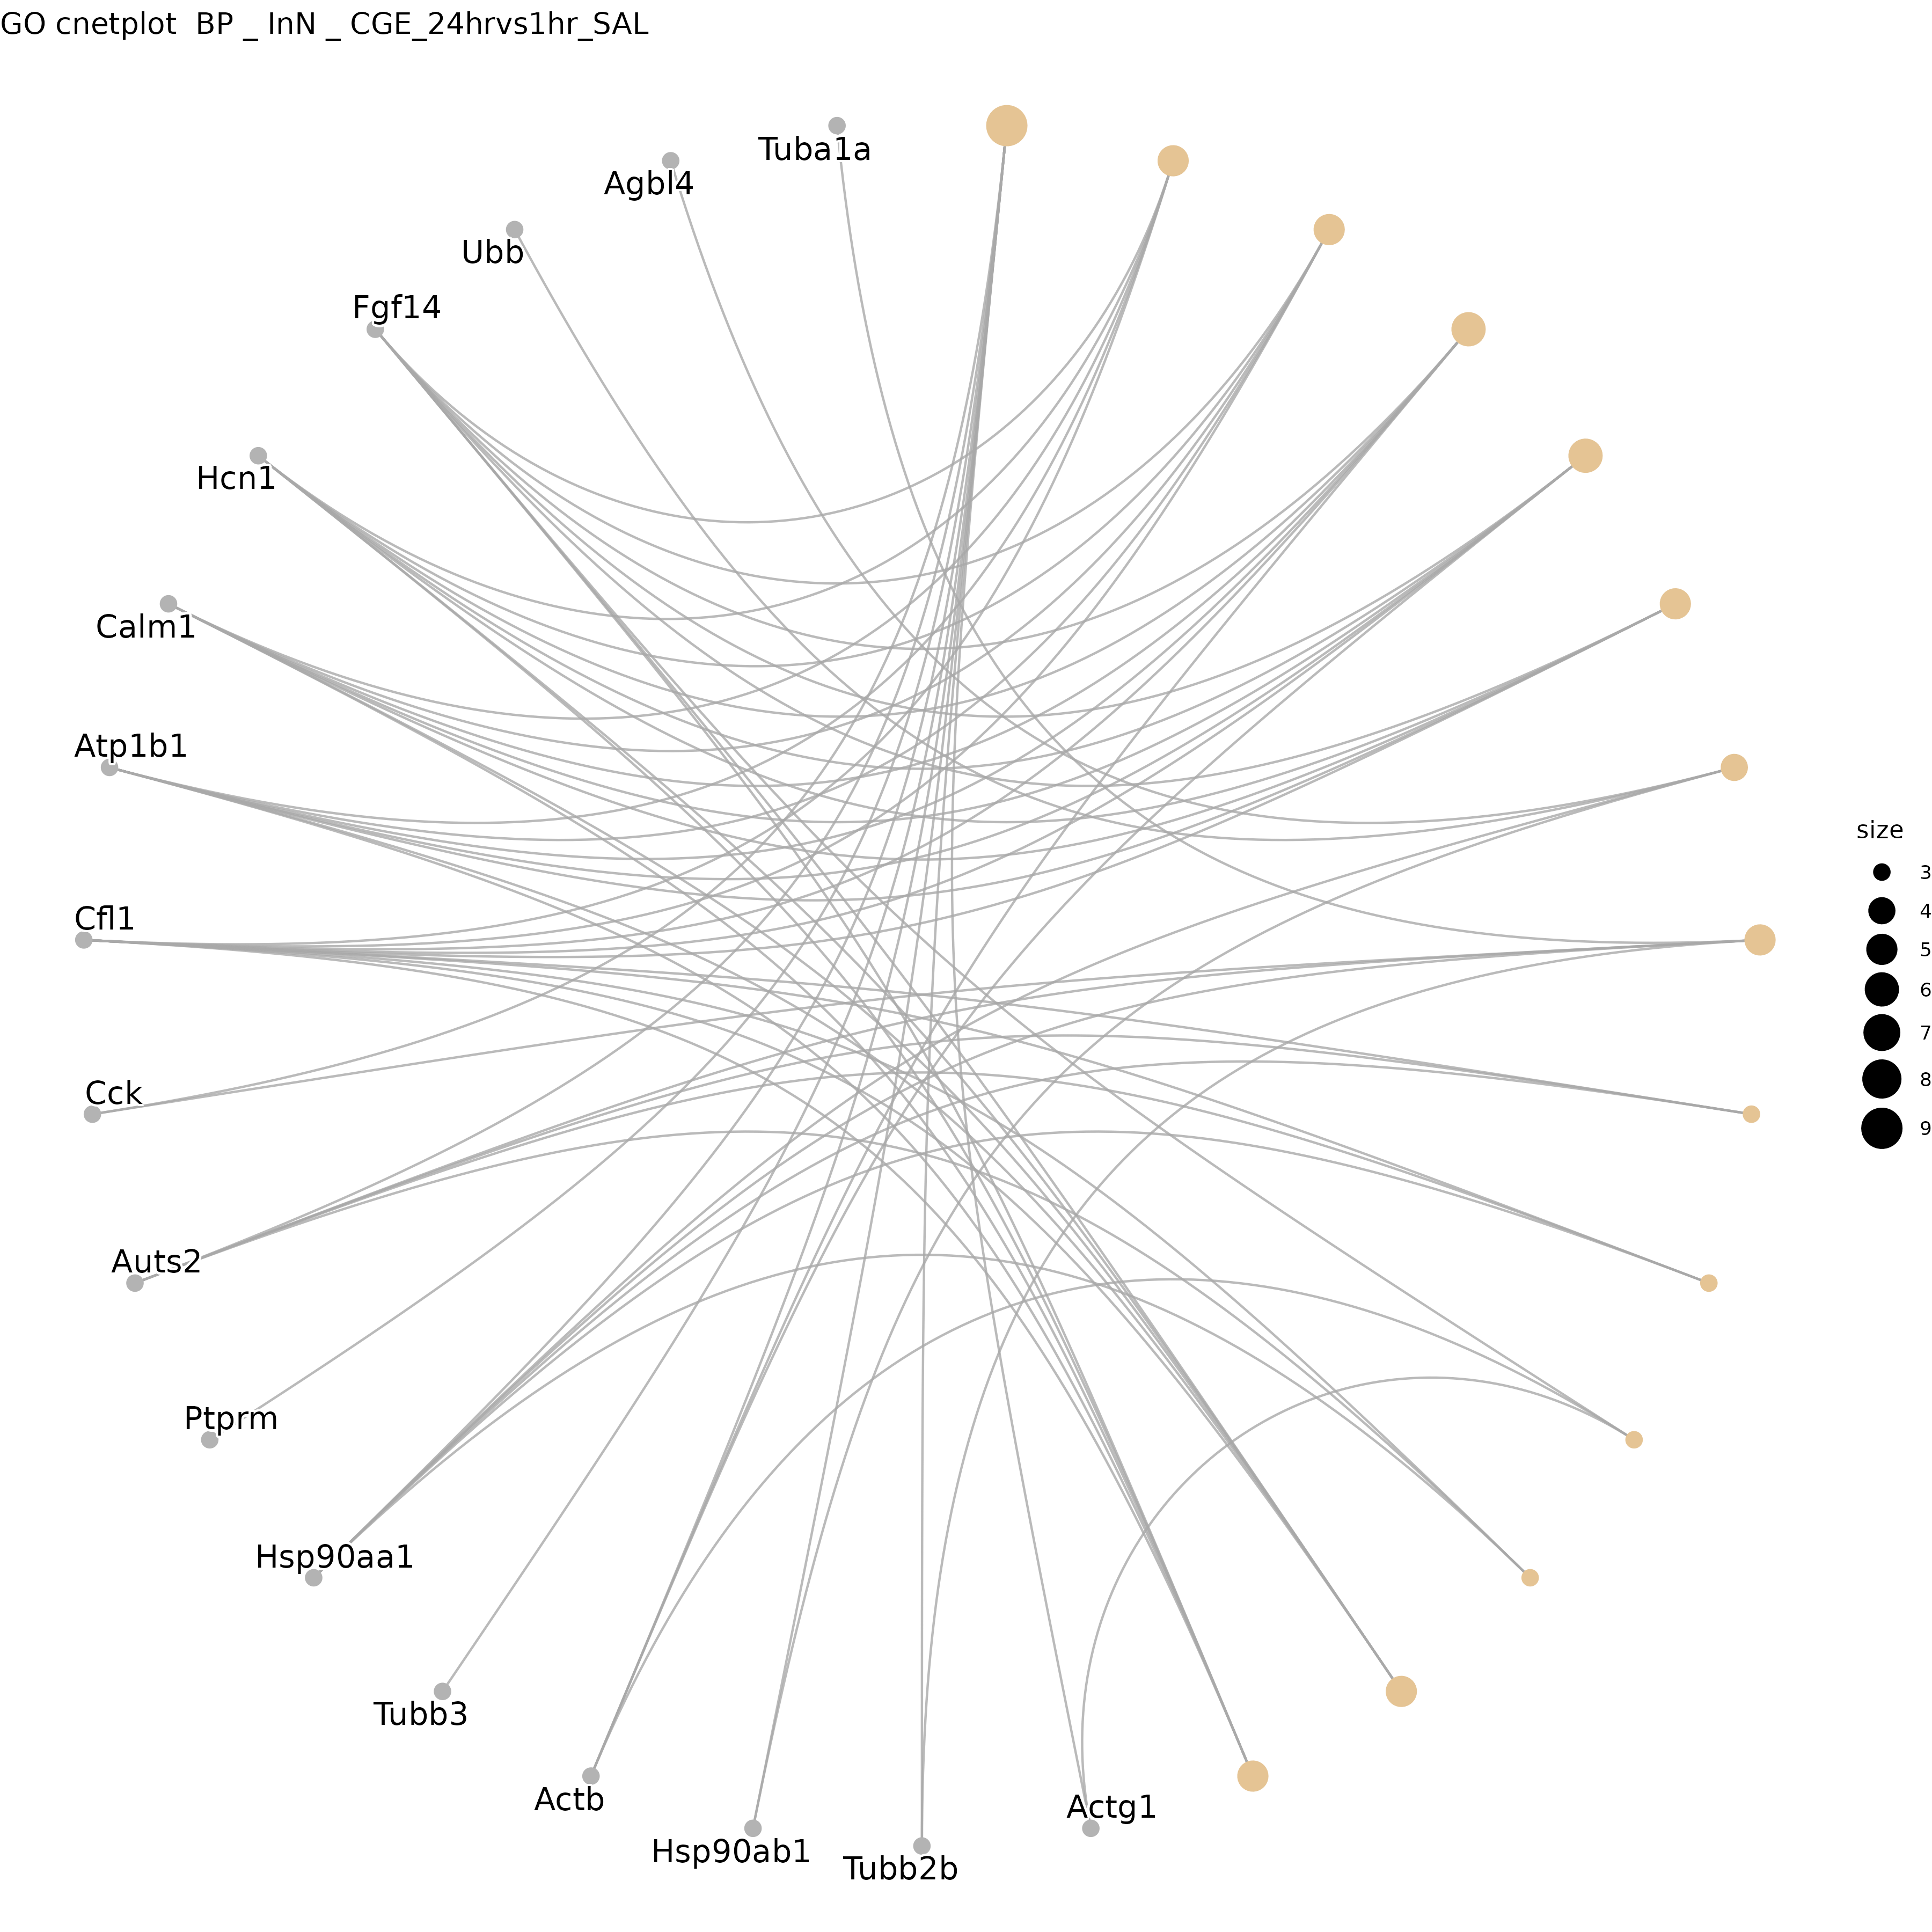 GO cnetplot  BP _ InN _ CGE_24hrvs1hr_SAL
Tuba1a
Agbl4
Ubb
Fgf14
Hcn1
Calm1
Atp1b1
Cfl1
Cck
Auts2
Ptprm
Hsp90aa1
Tubb3
Actb
Hsp90ab1
Tubb2b
Actg1
size
3
4
5
6
7
8
9